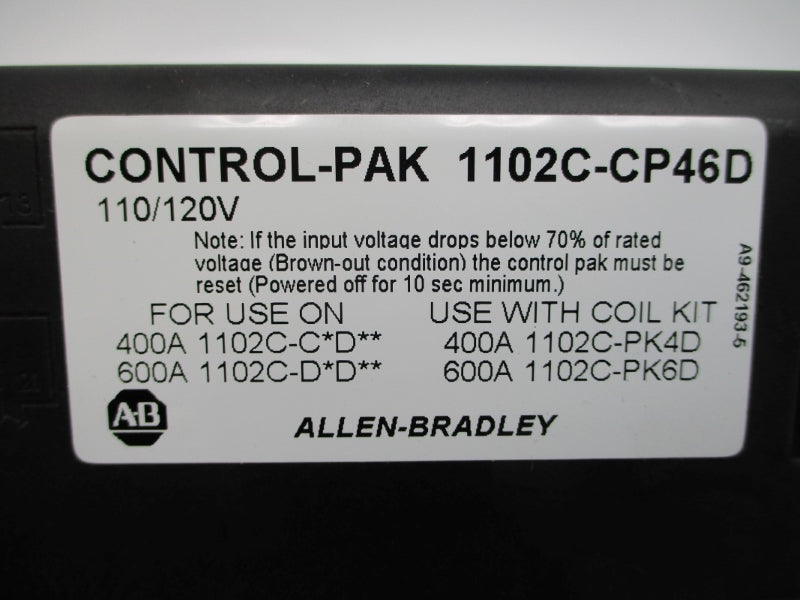 CONTROL-PAK 1102C-CP46D
110/120V
Note: If the input voltage drops below 70% of rated
voltage (Brown-out condition) the control pak must be
reset (Powered off for 10 sec minimum.)
FOR USE ON USE WITH COIL KIT
400A 1102C-C*D** 400A 1102C-PK4D
600A 1102C-D*D** 600A 1102C-PK6D
A-B ALLEN-BRADLEY
A9-462193-5
13
21